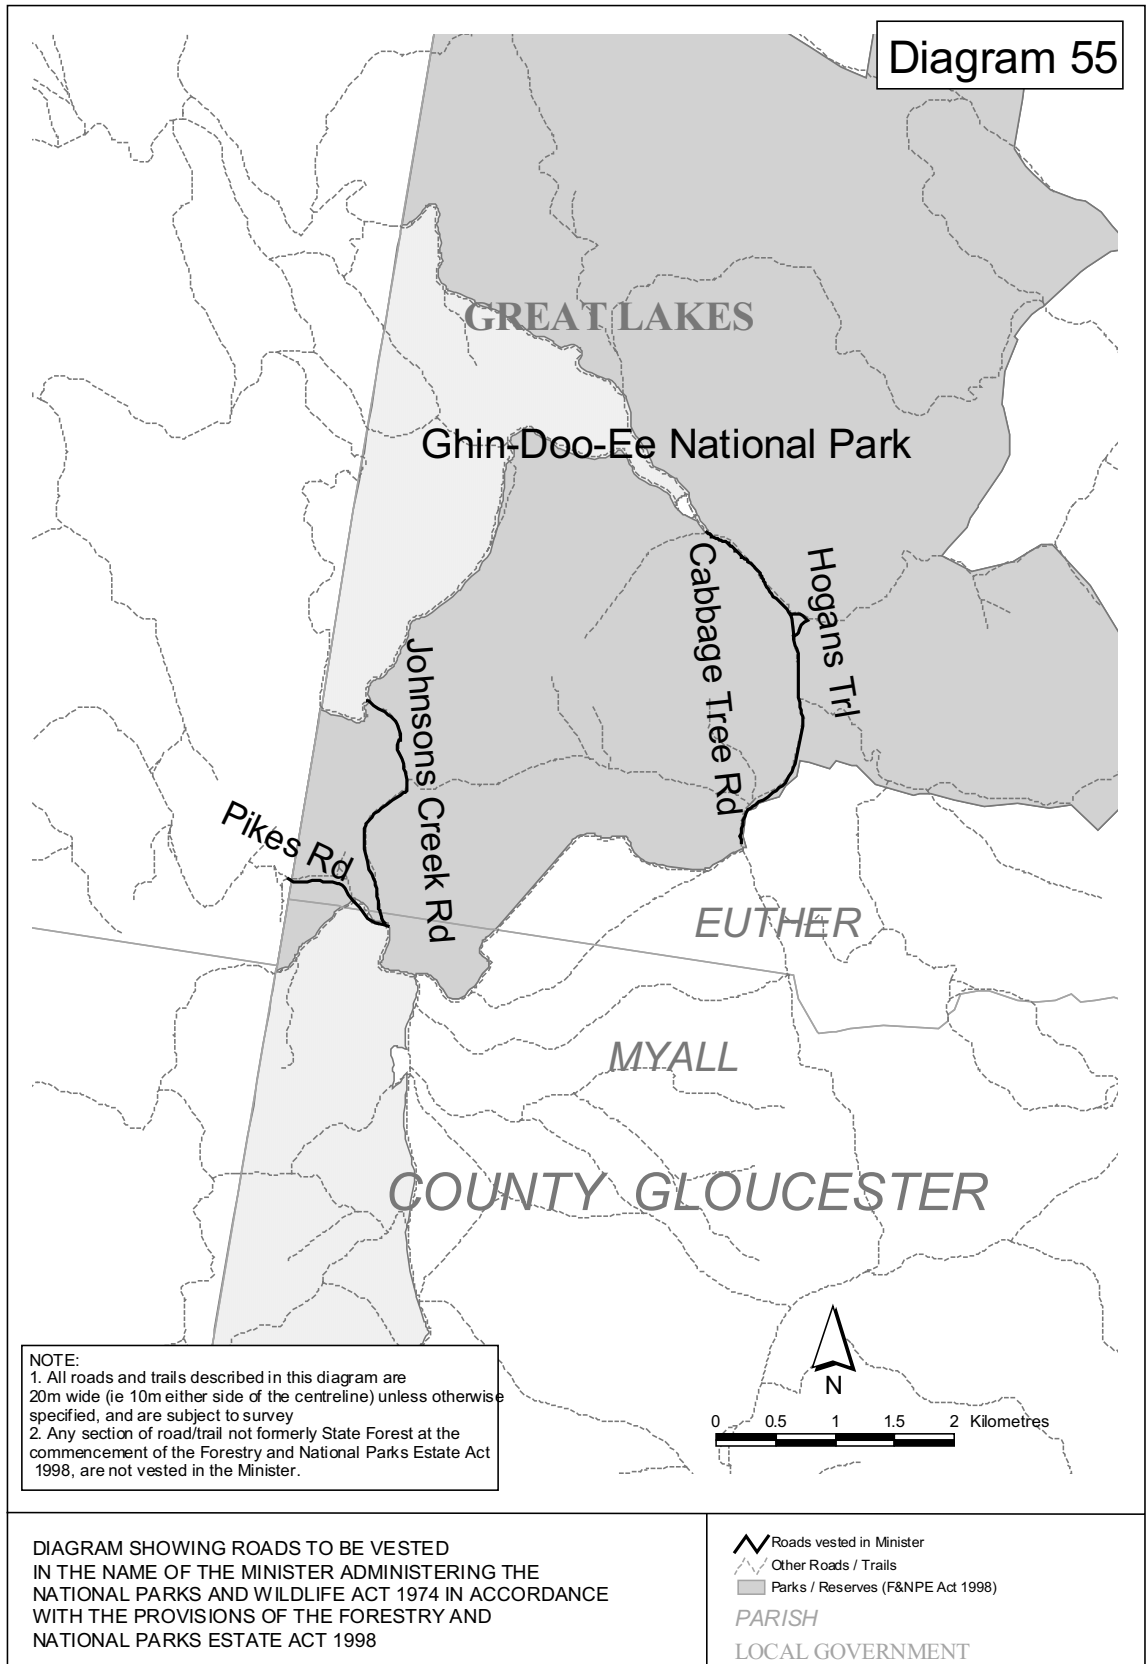 Diagram 55
GREAT LAKES
Ghin-Doo-Ee National Park
Cabbage Tree Rd
Hogans Trl
Johnsons Creek Rd
Pikes Rd
EUTHER
MYALL
COUNTY GLOUCESTER
N
0 0.5 1 1.5 2 Kilometres
NOTE:
1. All roads and trails described in this diagram are
20m wide (ie 10m either side of the centreline) unless otherwise
specified, and are subject to survey
2. Any section of road/trail not formerly State Forest at the
commencement of the Forestry and National Parks Estate Act
1998, are not vested in the Minister.
DIAGRAM SHOWING ROADS TO BE VESTED
IN THE NAME OF THE MINISTER ADMINISTERING THE
NATIONAL PARKS AND WILDLIFE ACT 1974 IN ACCORDANCE
WITH THE PROVISIONS OF THE FORESTRY AND
NATIONAL PARKS ESTATE ACT 1998
Roads vested in Minister
Other Roads / Trails
Parks / Reserves (F&NPE Act 1998)
PARISH
LOCAL GOVERNMENT